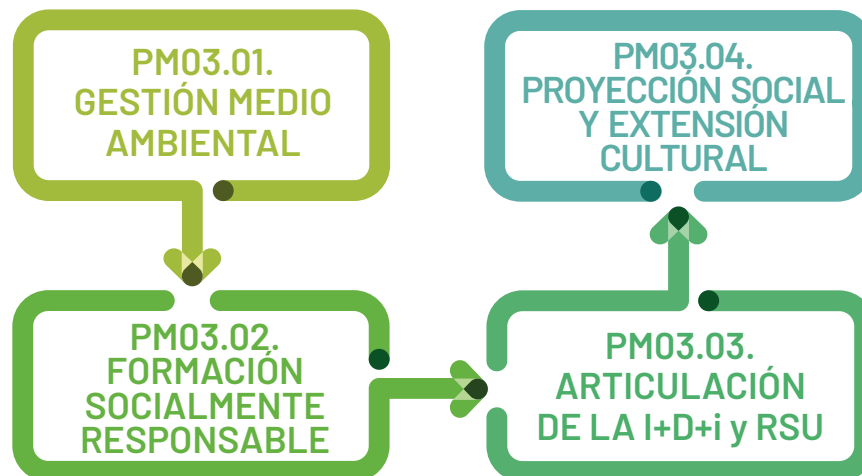 PM03.01.
GESTIÓN MEDIO
AMBIENTAL
PM03.02.
FORMACIÓN
SOCIALMENTE
RESPONSABLE
PM03.03.
ARTICULACIÓN
DE LA I+D+i y RSU
PM03.04.
PROYECCIÓN SOCIAL
Y EXTENSIÓN
CULTURAL